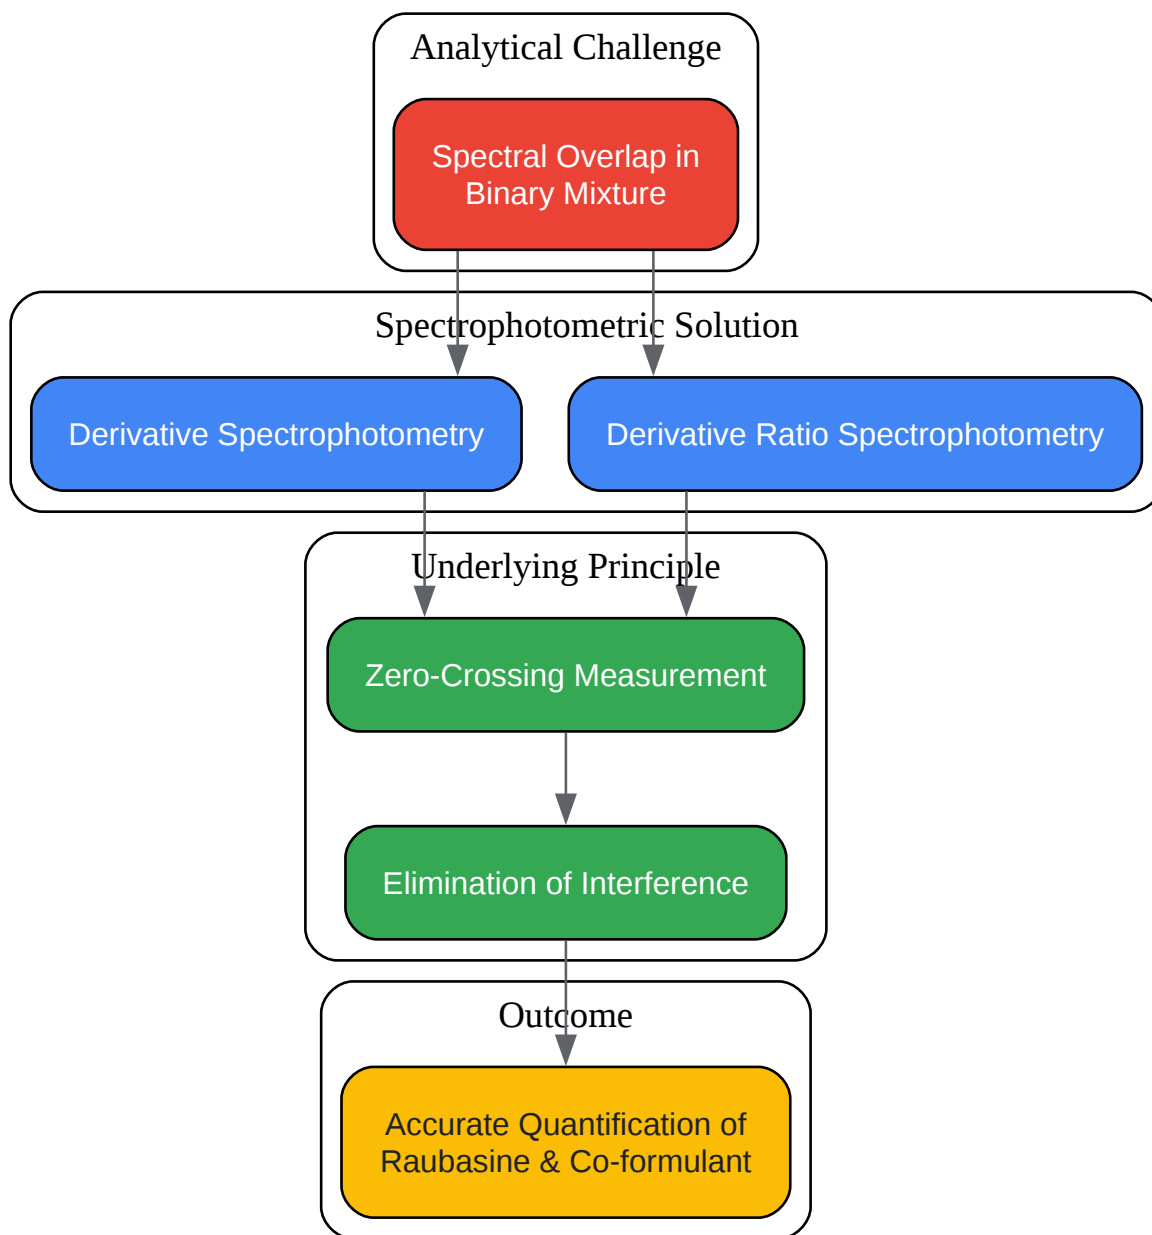 Analytical Challenge
Spectral Overlap in
Binary Mixture
Spectrophotometric Solution
Derivative Spectrophotometry
Derivative Ratio Spectrophotometry
Underlying Principle
Zero-Crossing Measurement
Elimination of Interference
Outcome
Accurate Quantification of
Raubasine & Co-formulant